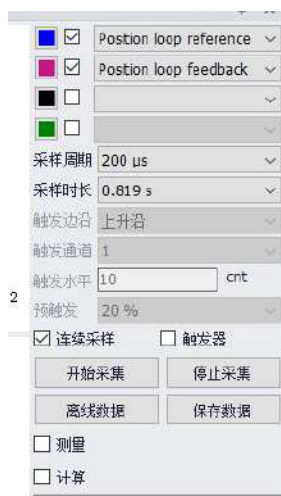 Postion loop reference
Postion loop feedback
采样周期 200 μs
采样时长 0.819 s
触发边沿 上升沿
触发通道 1
触发水平 10 cnt
2
预触发 20 %
连续采样 触发器
开始采集 停止采集
离线数据 保存数据
测量
计算